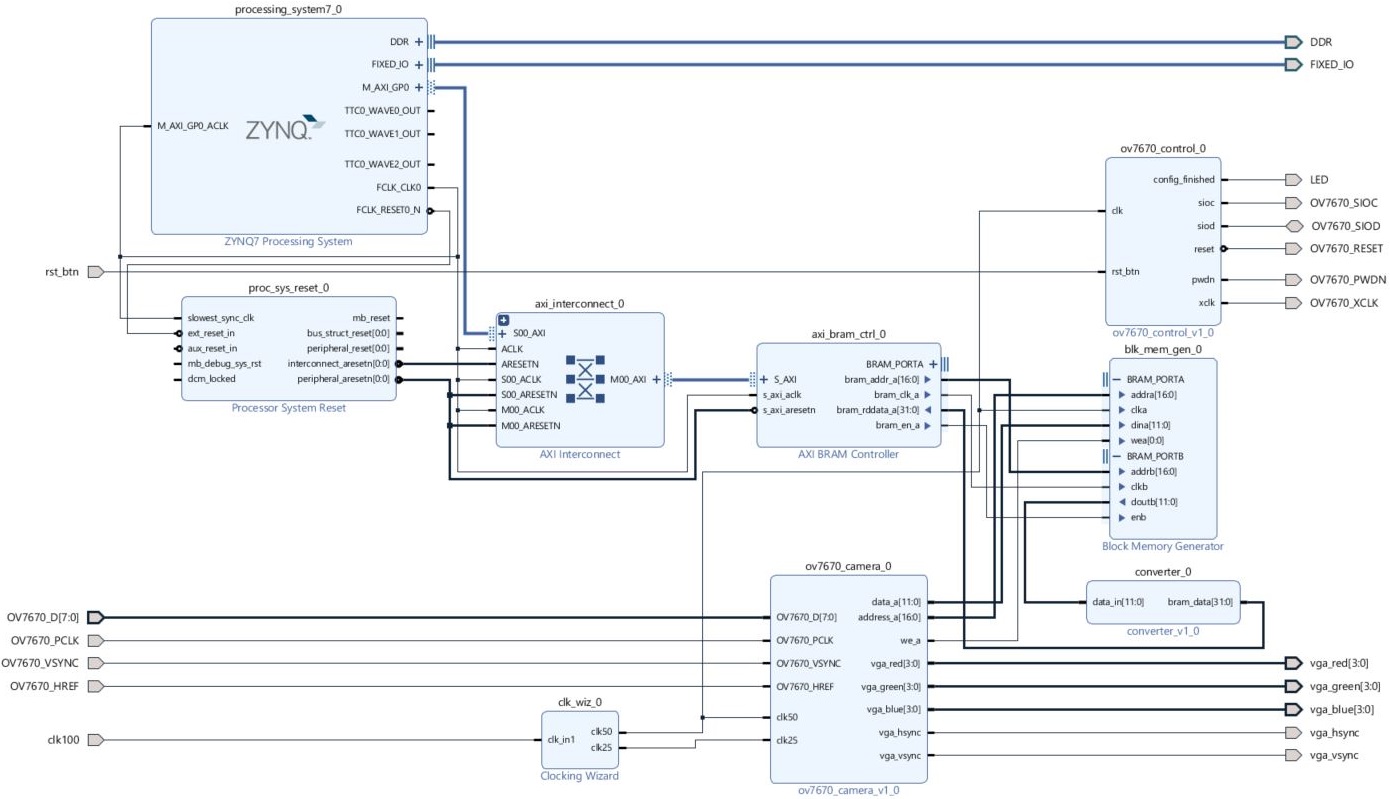 processing_system7_0
DDR
FIXED_IO
M_AXI_GP0
TTC0_WAVE0_OUT
M_AXI_GP0_ACLK
ZYNQ
TTC0_WAVE1_OUT
TTC0_WAVE2_OUT
FCLK_CLK0
FCLK_RESET0_N
ZYNQ7 Processing System
DDR
FIXED_IO
ov7670_control_0
config_finished
sioc
clk
siod
reset
rst_btn
pwdn
xclk
ov7670_control_v1_0
LED
OV7670_SIOC
OV7670_SIOD
OV7670_RESET
OV7670_PWDN
OV7670_XCLK
rst_btn
proc_sys_reset_0
slowest_sync_clk
mb_reset
ext_reset_in
bus_struct_reset[0:0]
aux_reset_in
peripheral_reset[0:0]
mb_debug_sys_rst
interconnect_aresetn[0:0]
dcm_locked
peripheral_aresetn[0:0]
Processor System Reset
axi_interconnect_0
S00_AXI
ACLK
ARESETN
S00_ACLK
M00_AXI
S00_ARESETN
M00_ACLK
M00_ARESETN
AXI Interconnect
axi_bram_ctrl_0
BRAM_PORTA
S_AXI
bram_addr_a[16:0]
s_axi_aclk
bram_clk_a
s_axi_aresetn
bram_rddata_a[31:0]
bram_en_a
AXI BRAM Controller
blk_mem_gen_0
BRAM_PORTA
addra[16:0]
clka
dina[11:0]
wea[0:0]
BRAM_PORTB
addrb[16:0]
clkb
doutb[11:0]
enb
Block Memory Generator
converter_0
data_in[11:0]
bram_data[31:0]
converter_v1_0
ov7670_camera_0
data_a[11:0]
OV7670_D[7:0]
address_a[16:0]
OV7670_PCLK
we_a
OV7670_VSYNC
vga_red[3:0]
OV7670_HREF
vga_green[3:0]
vga_blue[3:0]
clk50
vga_hsync
clk25
vga_vsync
ov7670_camera_v1_0
OV7670_D[7:0]
OV7670_PCLK
OV7670_VSYNC
OV7670_HREF
clk100
clk_wiz_0
clk_in1
clk50
clk25
Clocking Wizard
vga_red[3:0]
vga_green[3:0]
vga_blue[3:0]
vga_hsync
vga_vsync